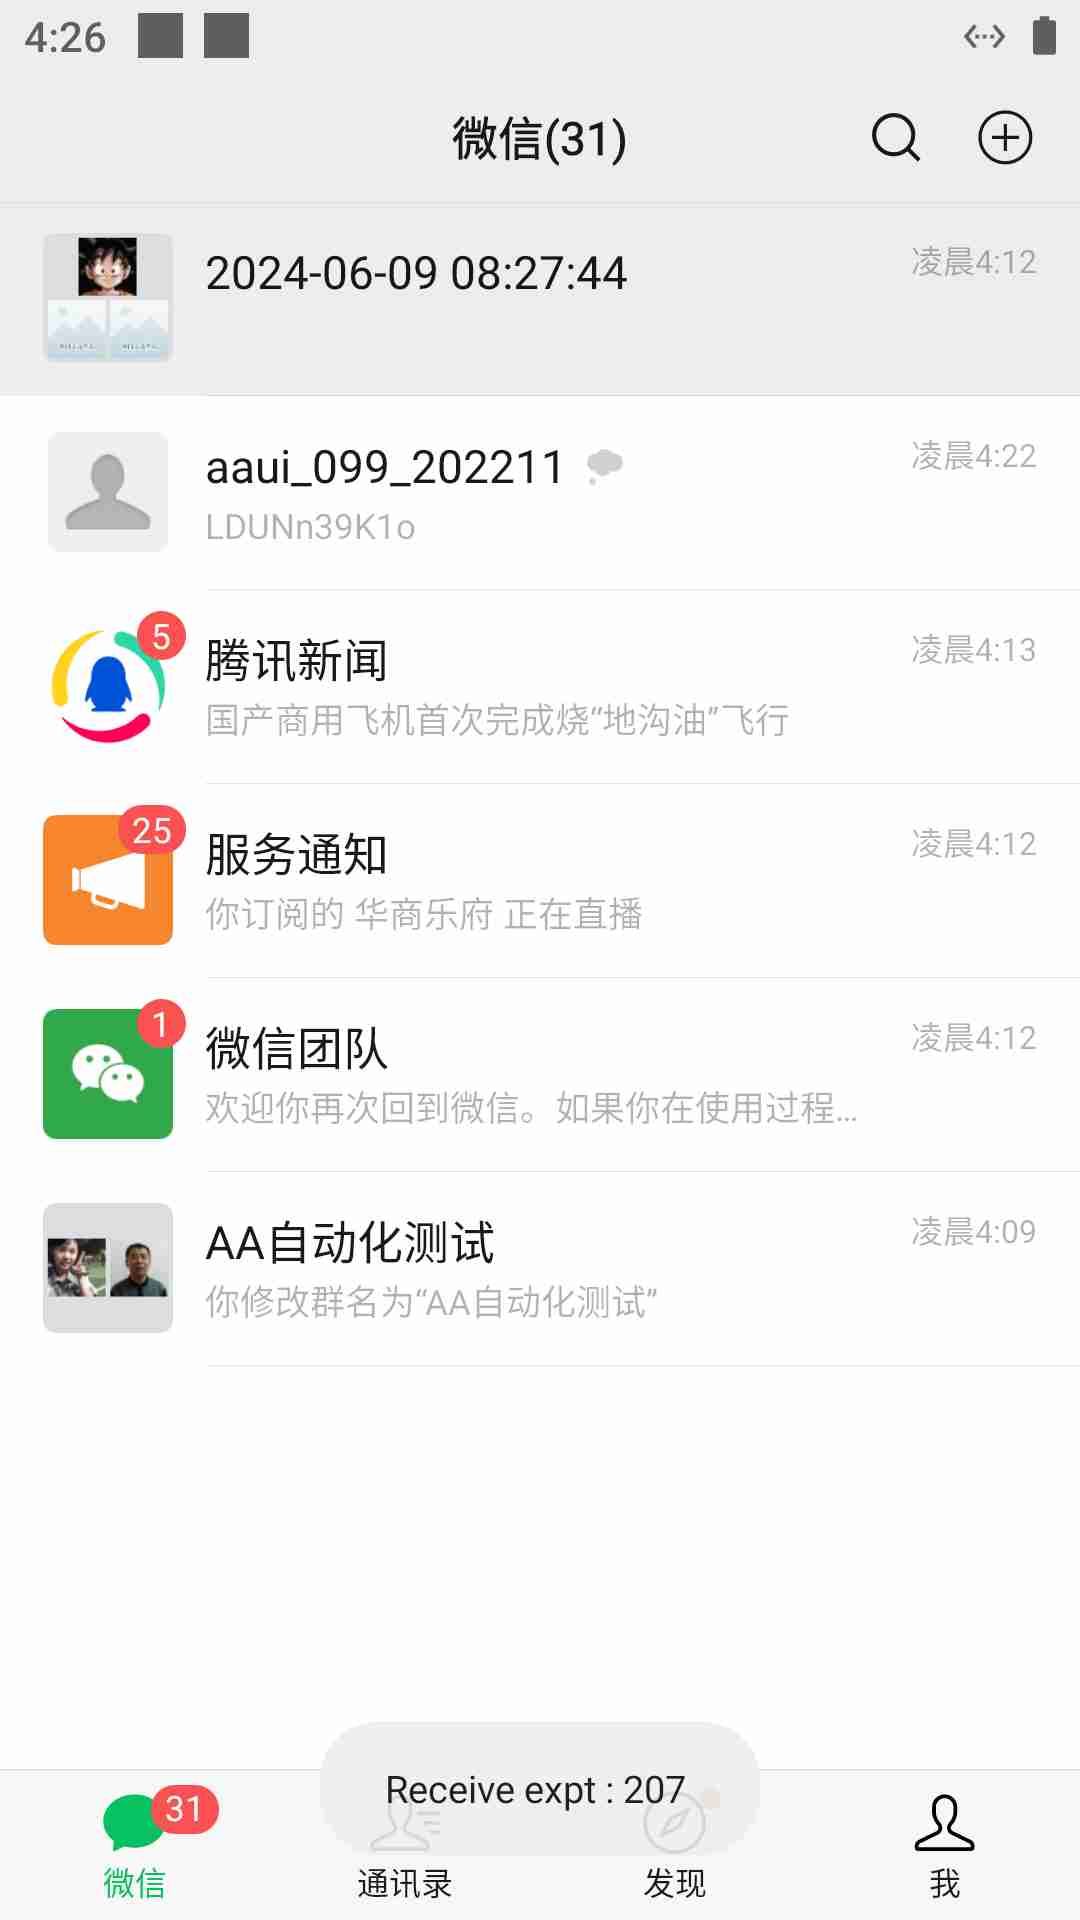 4:26
微信(31)
2024-06-09 08:27:44
凌晨4:12
aaui_099_202211
凌晨4:22
LDUNn39K1o
5
腾讯新闻
凌晨4:13
国产商用飞机首次完成烧“地沟油”飞行
25
服务通知
凌晨4:12
你订阅的 华商乐府 正在直播
1
微信团队
凌晨4:12
欢迎你再次回到微信。如果你在使用过程...
AA自动化测试
凌晨4:09
你修改群名为“AA自动化测试”
Receive expt : 207
31
微信
通讯录
发现
我